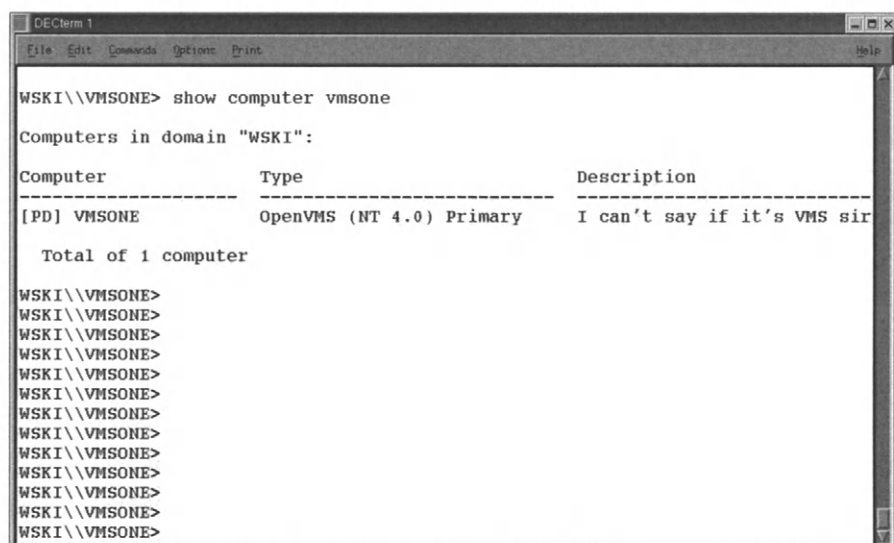 DECterm 1
File Edit Commands Options Print Help
WSKI\\VMSONE> show computer vmsone
Computers in domain "WSKI":
Computer Type Description
-------------------- --------------------------- ----------------------------
[PD] VMSONE OpenVMS (NT 4.0) Primary I can't say if it's VMS sir
Total of 1 computer
WSKI\\VMSONE>
WSKI\\VMSONE>
WSKI\\VMSONE>
WSKI\\VMSONE>
WSKI\\VMSONE>
WSKI\\VMSONE>
WSKI\\VMSONE>
WSKI\\VMSONE>
WSKI\\VMSONE>
WSKI\\VMSONE>
WSKI\\VMSONE>
WSKI\\VMSONE>
WSKI\\VMSONE>